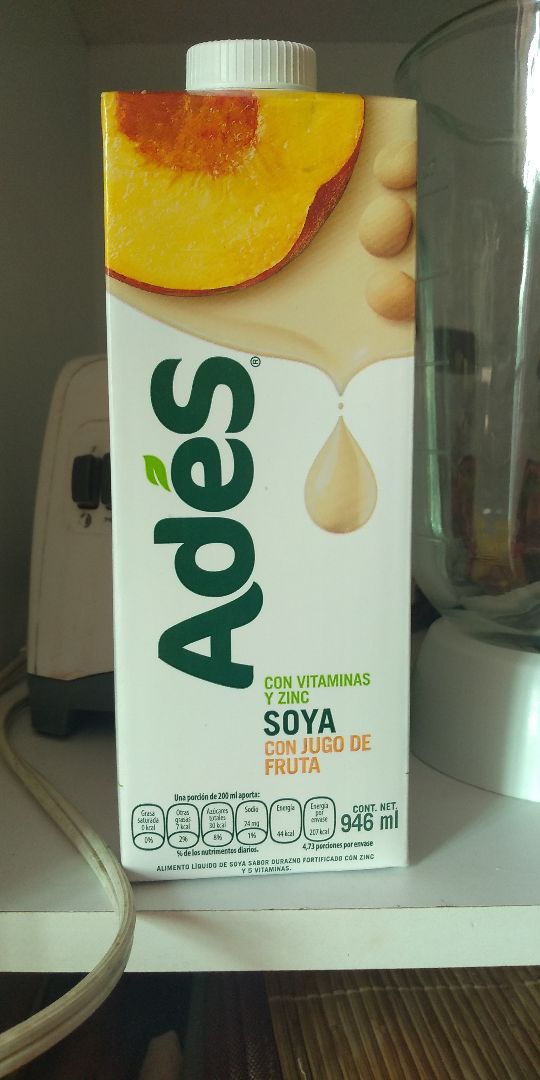 AdeS®
CON VITAMINAS
Y ZINC
SOYA
CON JUGO DE
FRUTA
Una porción de 200 ml aporta:
Grasa saturada 0 kcal 0%
Otras grasas 7 kcal 2%
Azúcares totales 30 kcal 8%
Sodio 74 mg 1%
Energía 44 kcal
Energía por envase 207 kcal
% de los nutrimentos diarios.
4,73 porciones por envase
CONT. NET.
946 ml
ALIMENTO LÍQUIDO DE SOYA SABOR DURAZNO FORTIFICADO CON ZINC
Y 5 VITAMINAS.